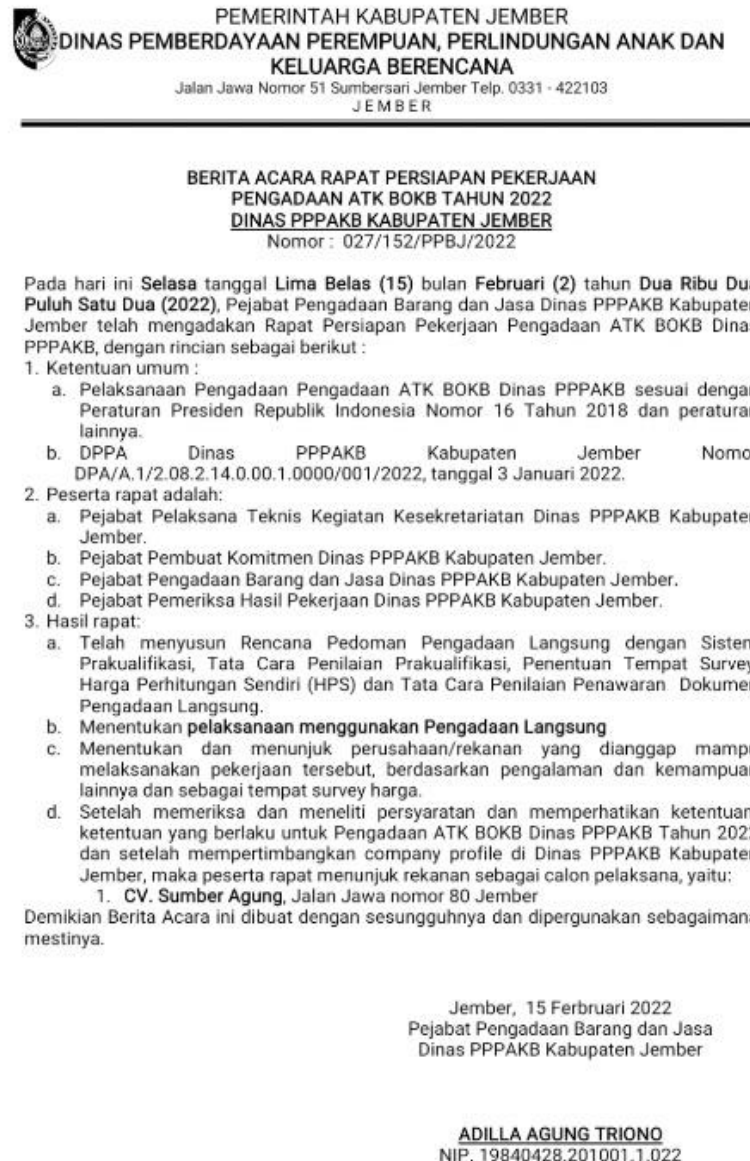 PEMERINTAH KABUPATEN JEMBER
DINAS PEMBERDAYAAN PEREMPUAN, PERLINDUNGAN ANAK DAN
KELUARGA BERENCANA
Jalan Jawa Nomor 51 Sumbersari Jember Telp. 0331 - 422103
J E M B E R
BERITA ACARA RAPAT PERSIAPAN PEKERJAAN
PENGADAAN ATK BOKB TAHUN 2022
DINAS PPPAKB KABUPATEN JEMBER
Nomor : 027/152/PPBJ/2022
Pada hari ini Selasa tanggal Lima Belas (15) bulan Februari (2) tahun Dua Ribu Dua
Puluh Satu Dua (2022), Pejabat Pengadaan Barang dan Jasa Dinas PPPAKB Kabupaten
Jember telah mengadakan Rapat Persiapan Pekerjaan Pengadaan ATK BOKB Dinas
PPPAKB, dengan rincian sebagai berikut :
1. Ketentuan umum :
a. Pelaksanaan Pengadaan Pengadaan ATK BOKB Dinas PPPAKB sesuai dengan
Peraturan Presiden Republik Indonesia Nomor 16 Tahun 2018 dan peraturan
lainnya.
b. DPPA Dinas PPPAKB Kabupaten Jember Nomo
DPA/A.1/2.08.2.14.0.00.1.0000/001/2022, tanggal 3 Januari 2022.
2. Peserta rapat adalah:
a. Pejabat Pelaksana Teknis Kegiatan Kesekretariatan Dinas PPPAKB Kabupaten
Jember.
b. Pejabat Pembuat Komitmen Dinas PPPAKB Kabupaten Jember.
c. Pejabat Pengadaan Barang dan Jasa Dinas PPPAKB Kabupaten Jember.
d. Pejabat Pemeriksa Hasil Pekerjaan Dinas PPPAKB Kabupaten Jember.
3. Hasil rapat:
a. Telah menyusun Rencana Pedoman Pengadaan Langsung dengan Sistem
Prakualifikasi, Tata Cara Penilaian Prakualifikasi, Penentuan Tempat Survey,
Harga Perhitungan Sendiri (HPS) dan Tata Cara Penilaian Penawaran Dokumen
Pengadaan Langsung.
b. Menentukan pelaksanaan menggunakan Pengadaan Langsung
c. Menentukan dan menunjuk perusahaan/rekanan yang dianggap mampu
melaksanakan pekerjaan tersebut, berdasarkan pengalaman dan kemampuan
lainnya dan sebagai tempat survey harga.
d. Setelah memeriksa dan meneliti persyaratan dan memperhatikan ketentuan
ketentuan yang berlaku untuk Pengadaan ATK BOKB Dinas PPPAKB Tahun 2022
dan setelah mempertimbangkan company profile di Dinas PPPAKB Kabupaten
Jember, maka peserta rapat menunjuk rekanan sebagai calon pelaksana, yaitu:
1. CV. Sumber Agung, Jalan Jawa nomor 80 Jember
Demikian Berita Acara ini dibuat dengan sesungguhnya dan dipergunakan sebagaimana
mestinya.
Jember, 15 Ferbruari 2022
Pejabat Pengadaan Barang dan Jasa
Dinas PPPAKB Kabupaten Jember
ADILLA AGUNG TRIONO
NIP. 19840428.201001.1.022